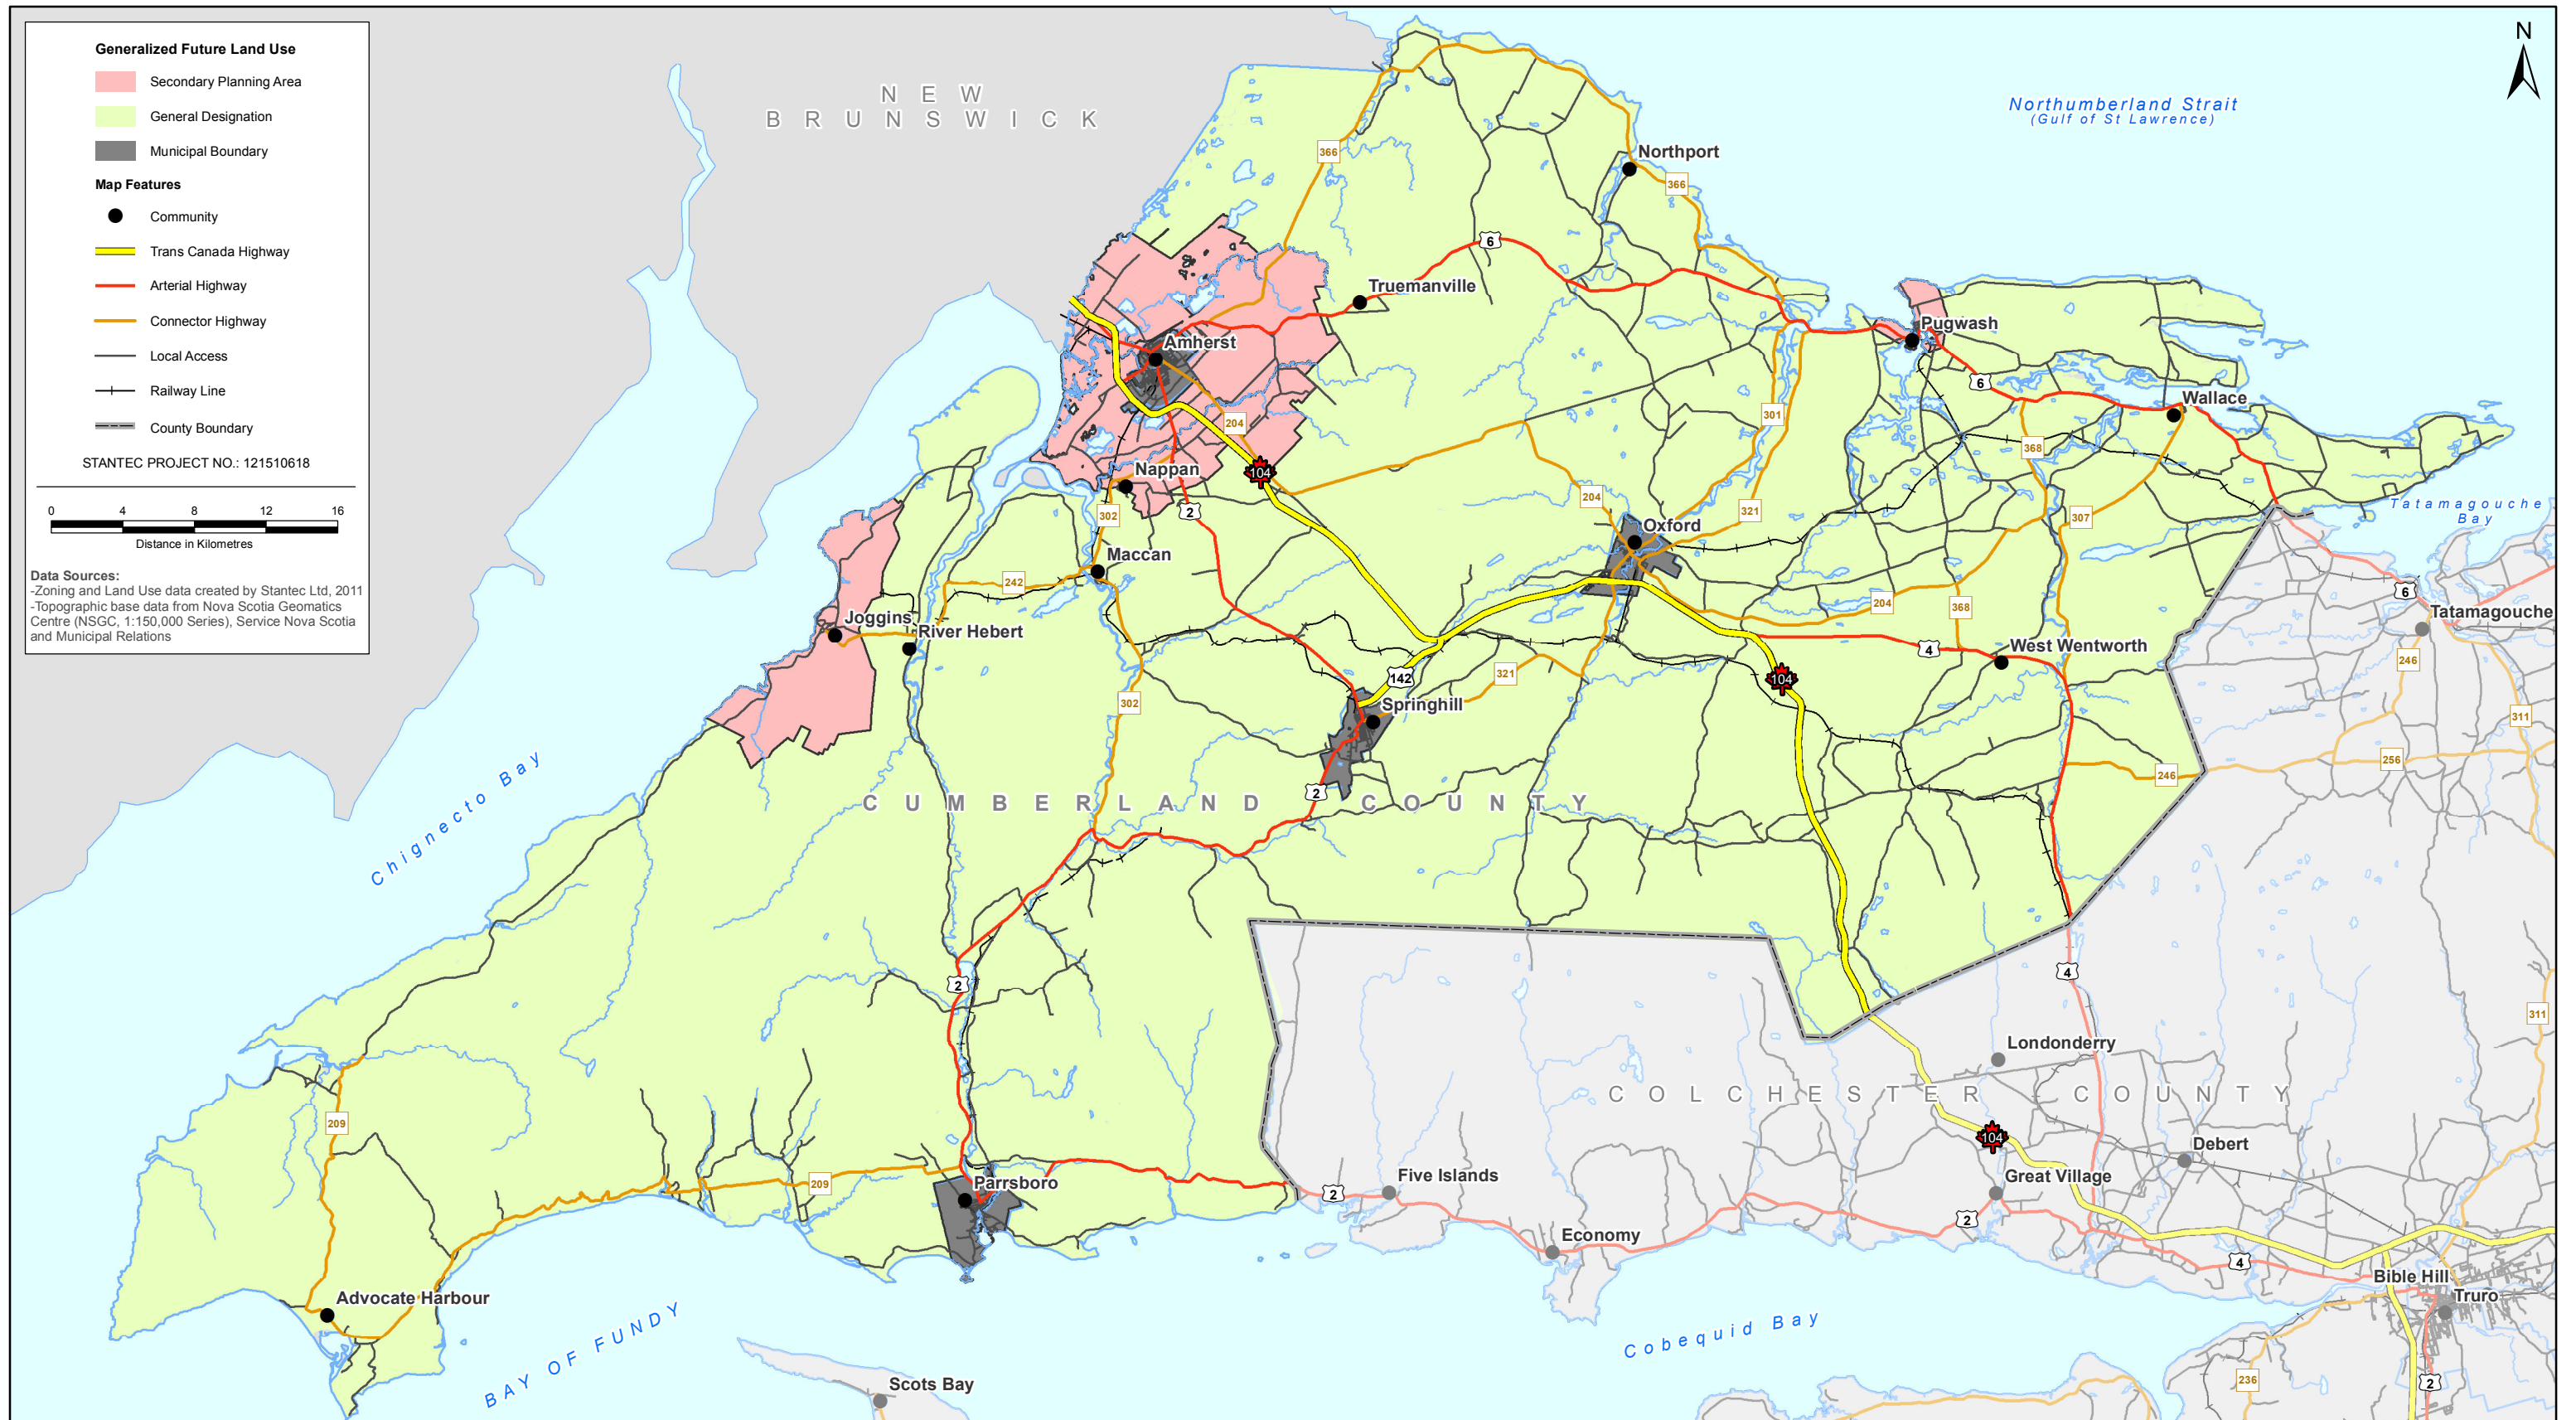 Generalized Future Land Use
Secondary Planning Area
General Designation
Municipal Boundary
Map Features
Community
Trans Canada Highway
Arterial Highway
Connector Highway
Local Access
Railway Line
County Boundary
STANTEC PROJECT NO.: 121510618
0 4 8 12 16
Distance in Kilometres
Data Sources:
-Zoning and Land Use data created by Stantec Ltd, 2011
-Topographic base data from Nova Scotia Geomatics
Centre (NSGC, 1:150,000 Series), Service Nova Scotia
and Municipal Relations
N
NEW
BRUNSWICK
Northumberland Strait
(Gulf of St Lawrence)
366
Northport
366
6
Truemanville
Pugwash
Amherst
6
Wallace
301
204
368
104
Nappan
2
302
204
321
307
Tatamagouche
Bay
Oxford
Maccan
242
6
204
368
Tatamagouche
Joggins
River Hebert
4
West Wentworth
246
142
321
104
302
Springhill
311
256
246
2
CUMBERLAND COUNTY
Chignecto Bay
2
4
311
Londonderry
COLCHESTER COUNTY
209
104
Debert
209
Parrsboro
2
Five Islands
Great Village
2
Economy
4
Bible Hill
Truro
Advocate Harbour
BAY OF FUNDY
Cobequid Bay
Scots Bay
236
2